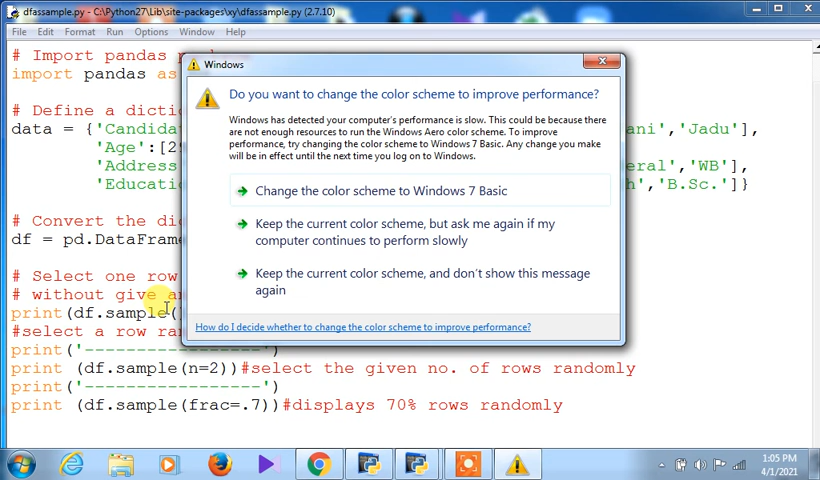 dfassample.py - C:\Python27\Lib\site-packages\xy\dfassample.py (2.7.10)
File Edit Format Run Options Window Help
# Import pandas
import pandas as
Windows
Do you want to change the color scheme to improve performance?
Windows has detected your computer's performance is slow. This could be because there
are not enough resources to run the Windows Aero color scheme. To improve
performance, try changing the color scheme to Windows 7 Basic. Any change you make
will be in effect until the next time you log on to Windows.
Change the color scheme to Windows 7 Basic
Keep the current color scheme, but ask me again if my
computer continues to perform slowly
Keep the current color scheme, and don't show this message
again
How do I decide whether to change the color scheme to improve performance?
# Define a
data = {'Candidat ,'Jadu'],
'Age':[
'Address ,'WB'],
'Educati ,'B.Sc.']}
# Convert the
df = pd.DataFrame
# Select one row
# without give
print(df.sample(
#select a row
print('-----------------')
print (df.sample(n=2))#select the given no. of rows randomly
print('-----------------')
print (df.sample(frac=.7))#displays 70% rows randomly
1:05 PM
4/1/2021